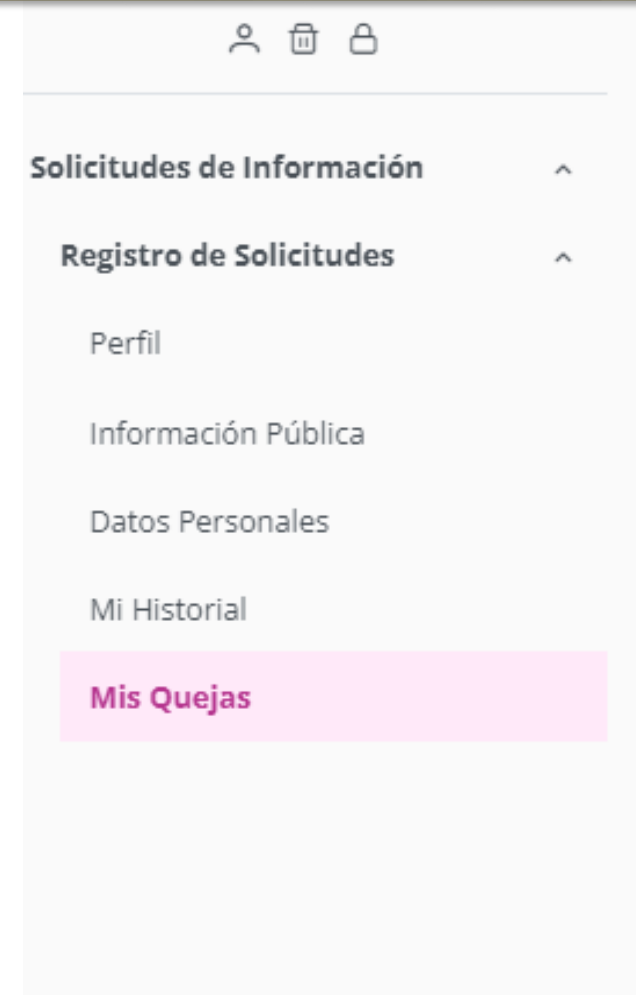 Solicitudes de Información
Registro de Solicitudes
Perfil
Información Pública
Datos Personales
Mi Historial
Mis Quejas